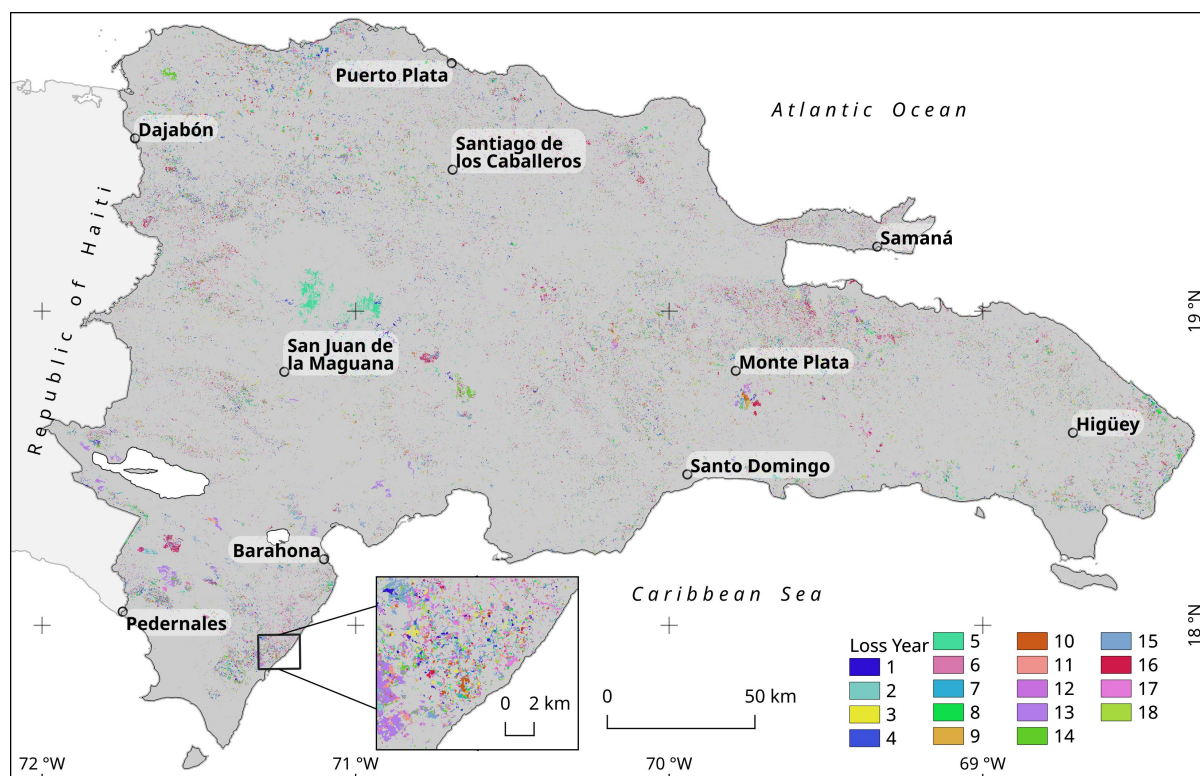 Puerto Plata
Atlantic Ocean
Dajabón
Santiago de
los Caballeros
Republic of Haiti
Samaná
19 °N
San Juan de
la Maguana
Monte Plata
Higüey
Santo Domingo
Barahona
Caribbean Sea
Pedernales
18 °N
0 2 km
0 50 km
Loss Year
1
2
3
4
5
6
7
8
9
10
11
12
13
14
15
16
17
18
72 °W
71 °W
70 °W
69 °W